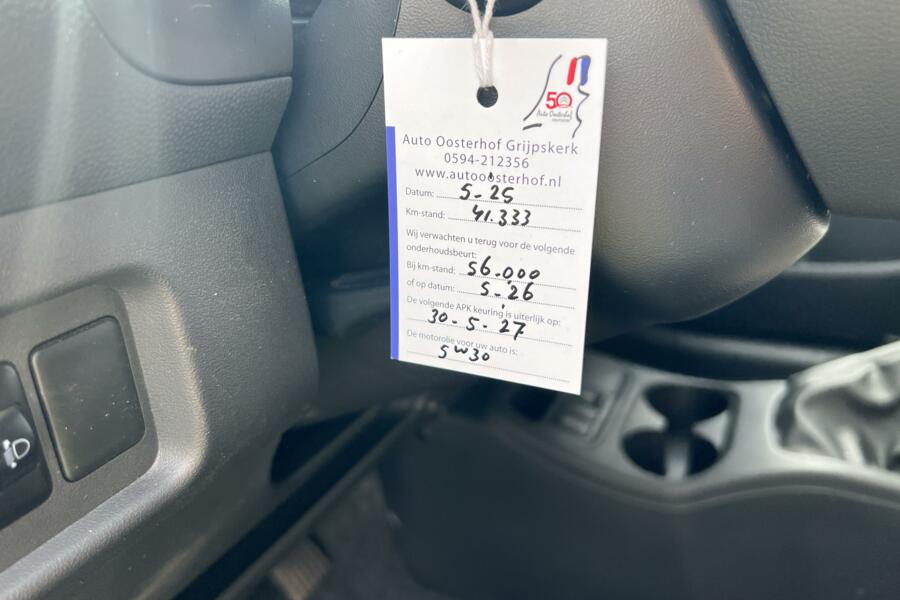 50
Auto Oosterhof
Auto Oosterhof Grijpskerk
0594-212356
www.autooosterhof.nl
Datum: 5-25
Km-stand: 41.333
Wij verwachten u terug voor de volgende
onderhoudsbeurt:
Bij km-stand: 56.000
of op datum: 5-26
De volgende APK keuring is uiterlijk op:
30-5-27
De motorolie voor uw auto is:
5W30